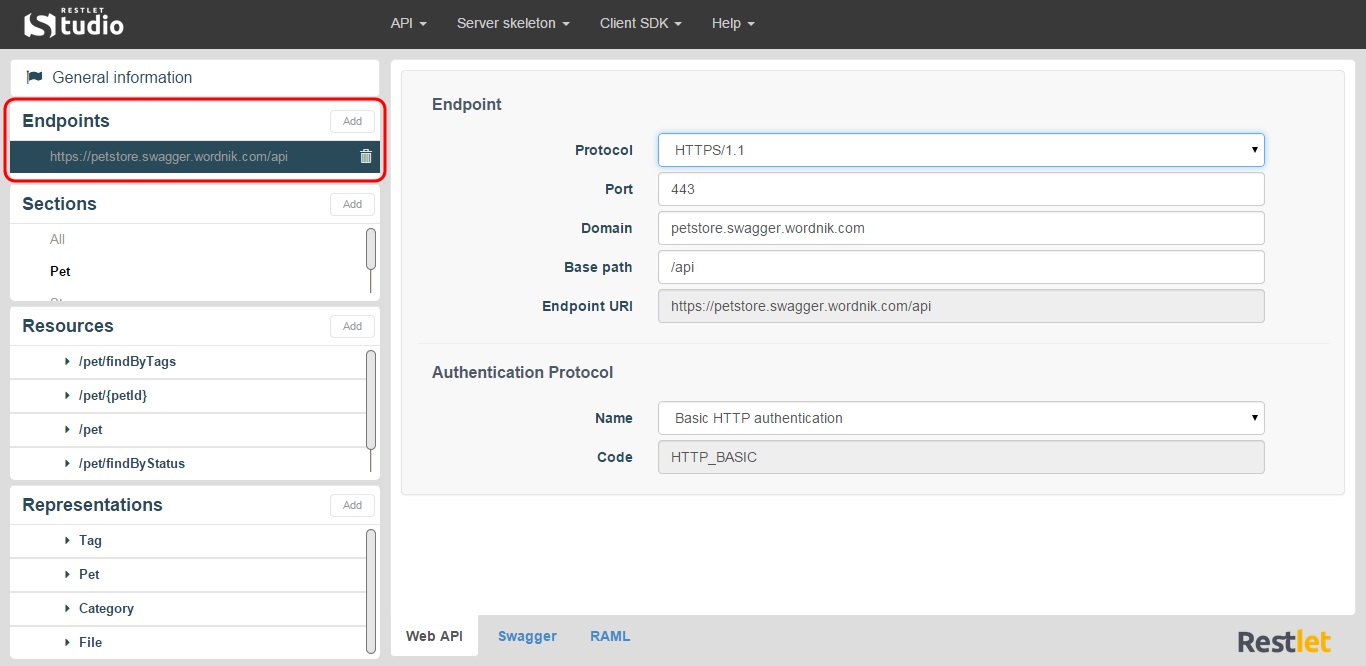 RESTLET
Studio
API
Server skeleton
Client SDK
Help
General information
Endpoints
Add
https://petstore.swagger.wordnik.com/api
Sections
Add
All
Pet
Resources
Add
/pet/findByTags
/pet/{petId}
/pet
/pet/findByStatus
Representations
Add
Tag
Pet
Category
File
Endpoint
Protocol
HTTPS/1.1
Port
443
Domain
petstore.swagger.wordnik.com
Base path
/api
Endpoint URI
https://petstore.swagger.wordnik.com/api
Authentication Protocol
Name
Basic HTTP authentication
Code
HTTP_BASIC
Web API
Swagger
RAML
Restlet